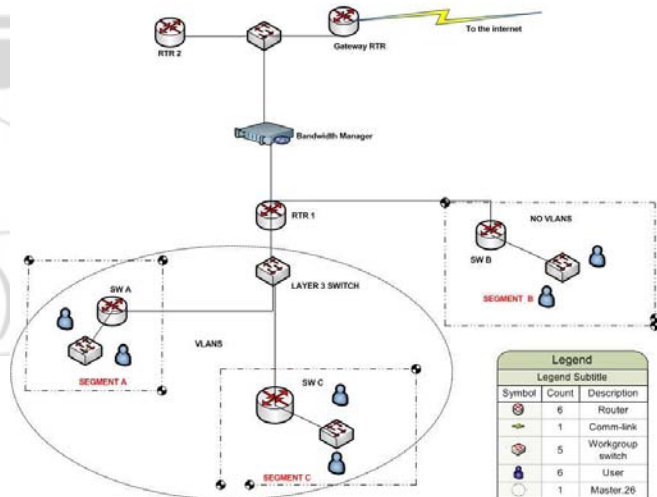 To the internet
RTR 2
Gateway RTR
Bandwidth Manager
RTR 1
NO VLANS
SW B
SEGMENT B
LAYER 3 SWITCH
SW A
VLANS
SEGMENT A
SW C
SEGMENT C
Legend
Legend Subtitle
Symbol Count Description
6 Router
1 Comm-link
5 Workgroup switch
6 User
1 Master.26